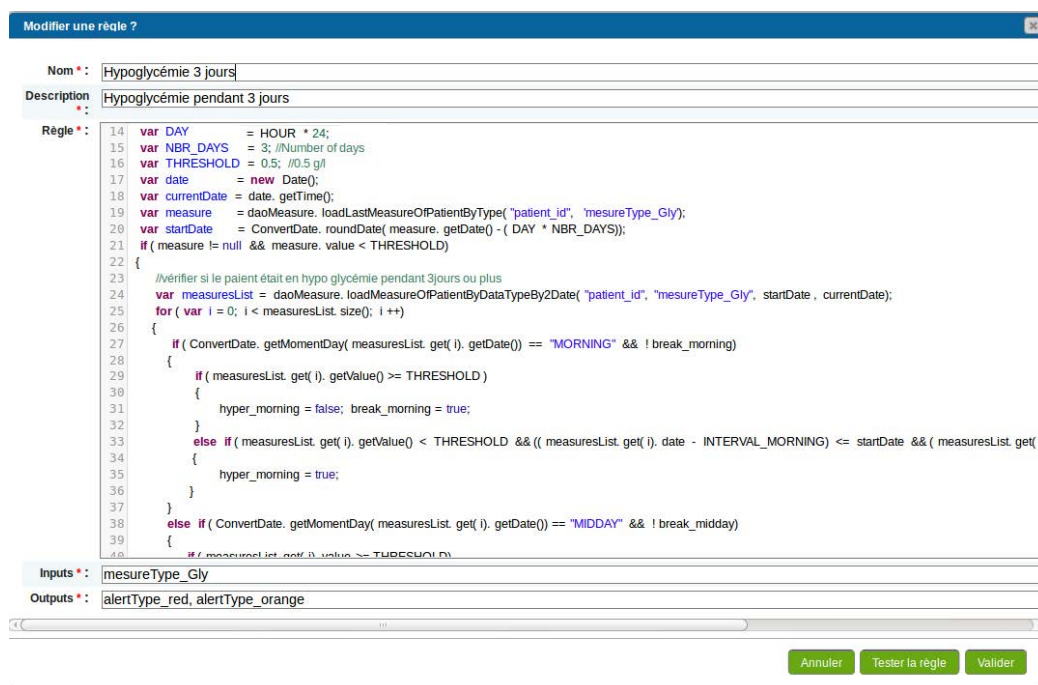 Modifier une règle ?
Nom * : Hypoglycémie 3 jours
Description * : Hypoglycémie pendant 3 jours
Règle * :
14 var DAY = HOUR * 24;
15 var NBR_DAYS = 3; //Number of days
16 var THRESHOLD = 0.5; //0.5 g/l
17 var date = new Date();
18 var currentDate = date. getTime();
19 var measure = daoMeasure. loadLastMeasureOfPatientByType( "patient_id", 'mesureType_Gly');
20 var startDate = ConvertDate. roundDate( measure. getDate() - ( DAY * NBR_DAYS));
21 if ( measure != null && measure. value < THRESHOLD)
22 {
23 //vérifier si le paient était en hypo glycémie pendant 3jours ou plus
24 var measuresList = daoMeasure. loadMeasureOfPatientByDataTypeBy2Date( "patient_id", "mesureType_Gly", startDate , currentDate);
25 for ( var i = 0; i < measuresList. size(); i ++)
26 {
27 if ( ConvertDate. getMomentDay( measuresList. get( i). getDate()) == "MORNING" && ! break_morning)
28 {
29 if ( measuresList. get( i). getValue() >= THRESHOLD )
30 {
31 hyper_morning = false; break_morning = true;
32 }
33 else if ( measuresList. get( i). getValue() < THRESHOLD && (( measuresList. get( i). date - INTERVAL_MORNING) <= startDate && ( measuresList. get(
34 {
35 hyper_morning = true;
36 }
37 }
38 else if ( ConvertDate. getMomentDay( measuresList. get( i). getDate()) == "MIDDAY" && ! break_midday)
39 {
40 if ( measuresList. get( i). value >= THRESHOLD)
Inputs * : mesureType_Gly
Outputs * : alertType_red, alertType_orange
Annuler Tester la règle Valider